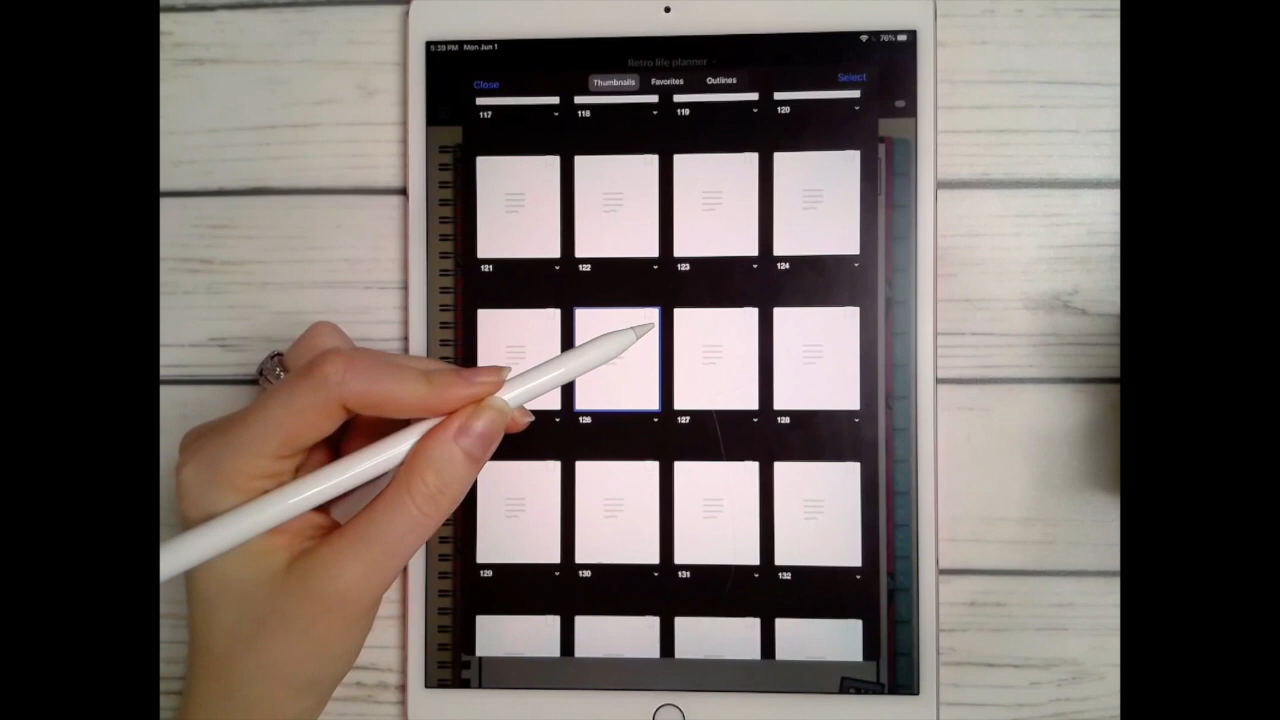 5:39 PM Mon Jun 1 76%
Retro life planner
Close Thumbnails Favorites Outlines Select
117 118 119 120
121 122 123 124
126 127 128
129 130 131 132